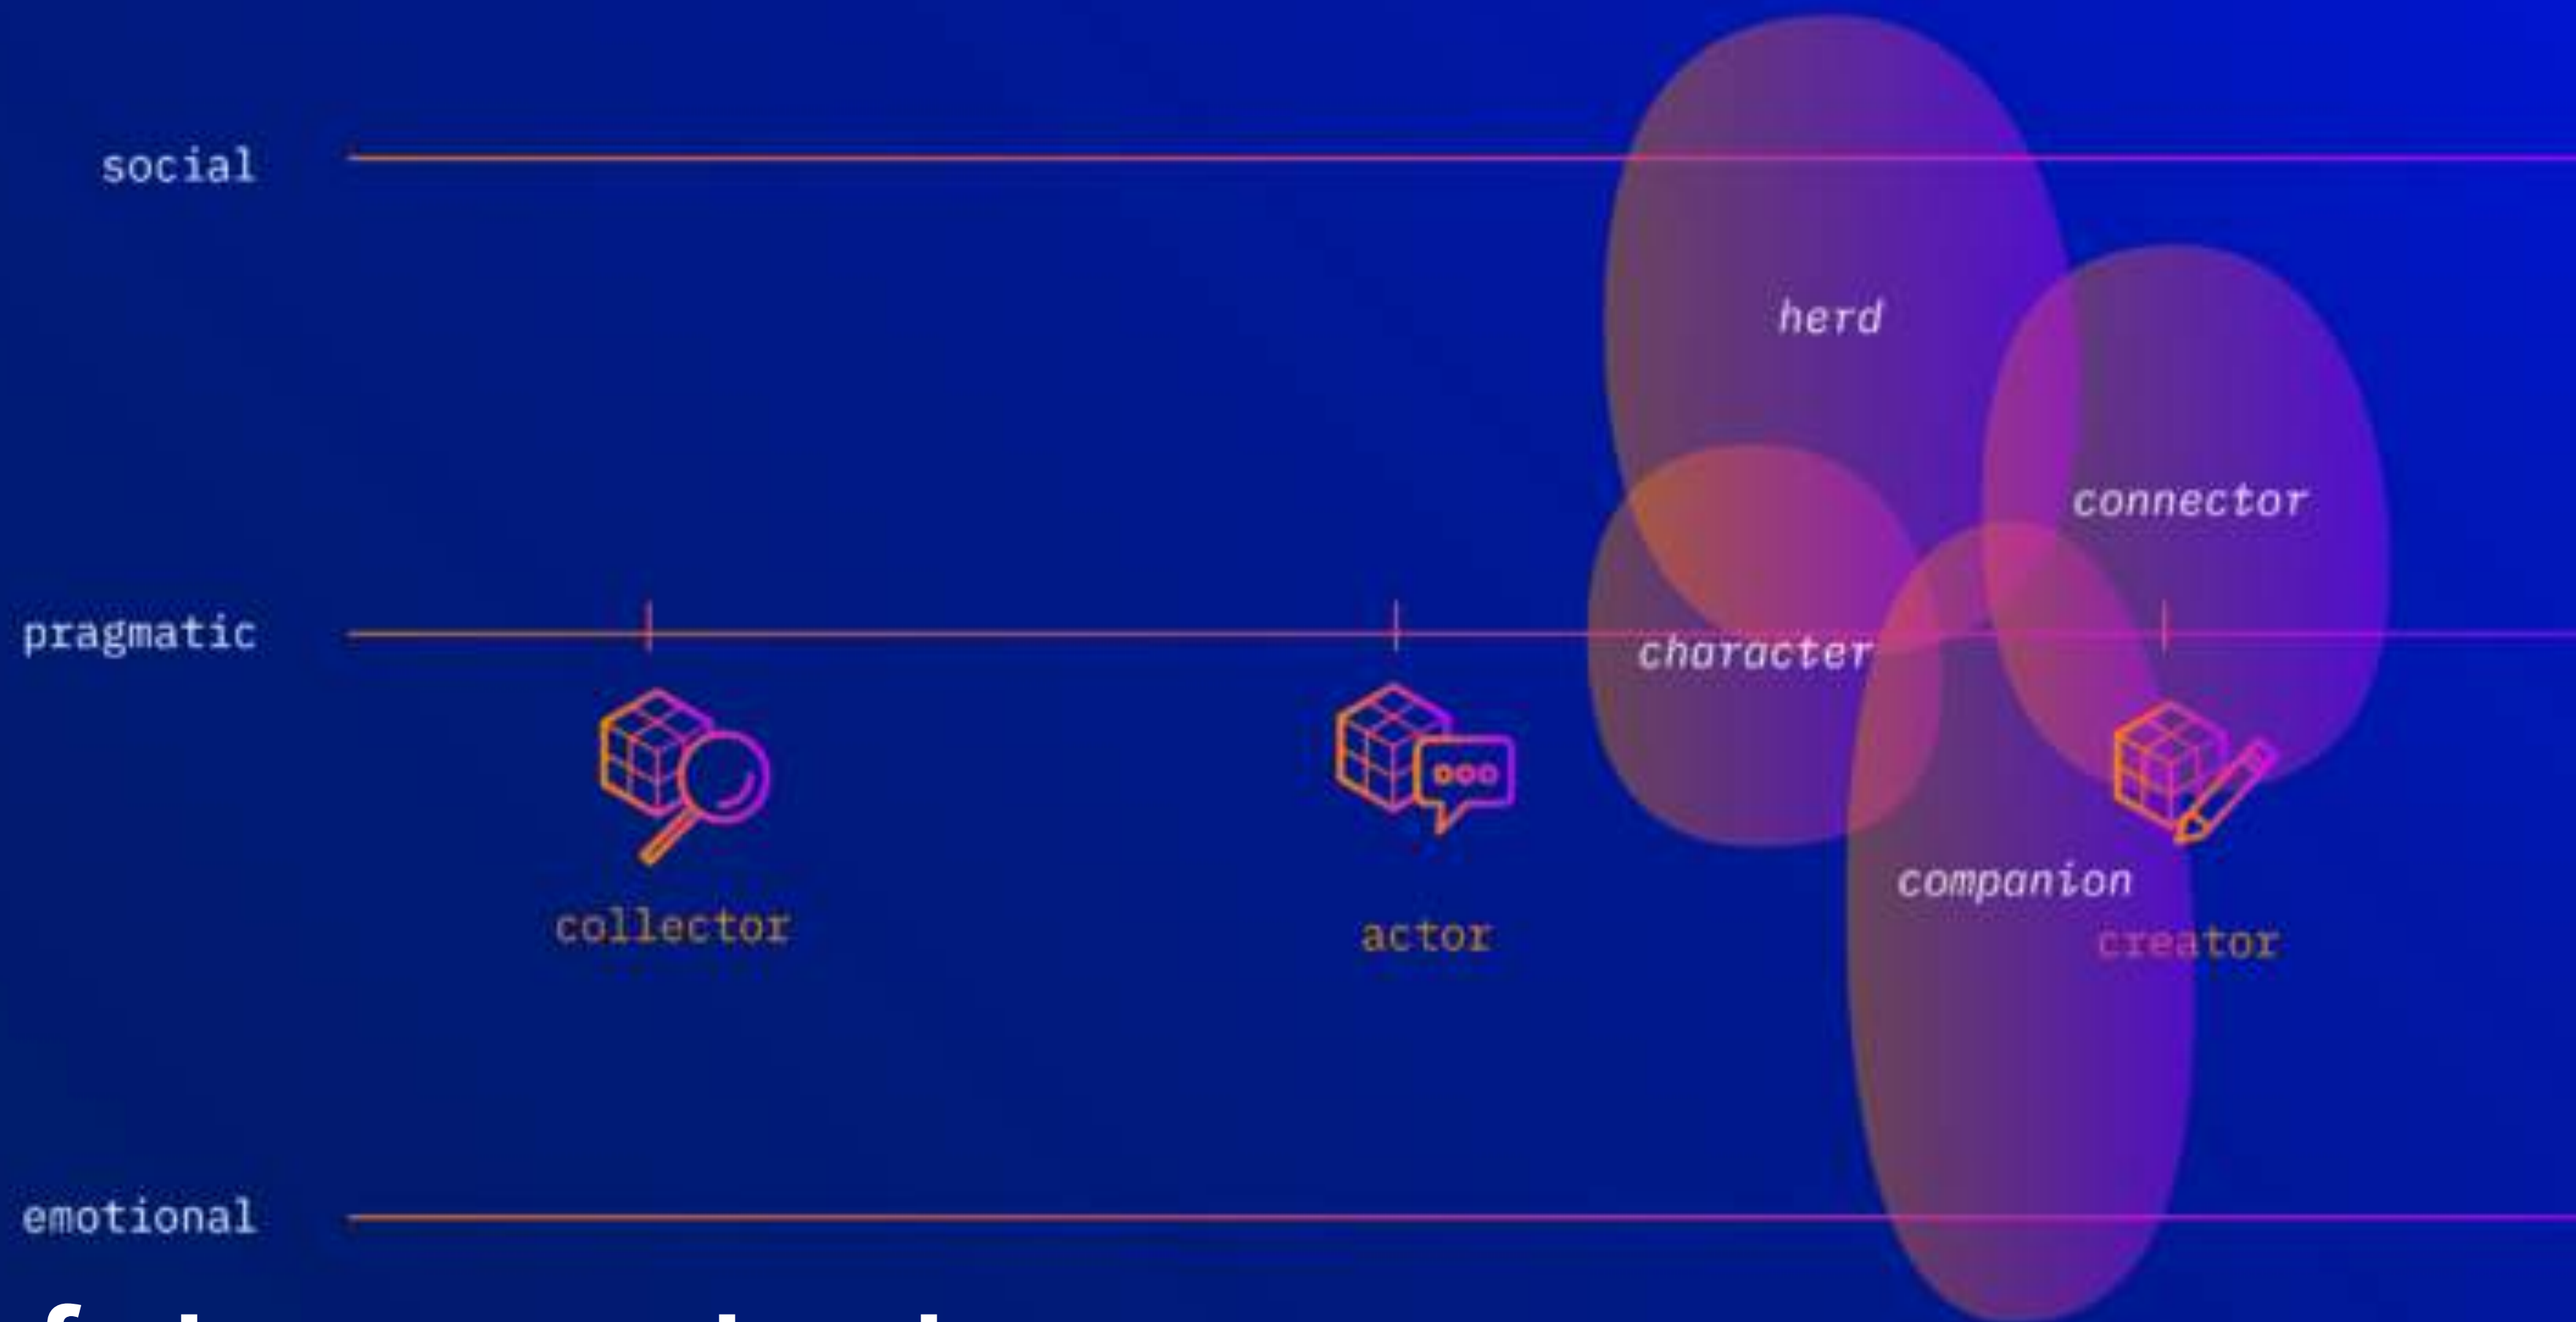 social
herd
connector
pragmatic
character
companion
collector
actor
creator
emotional